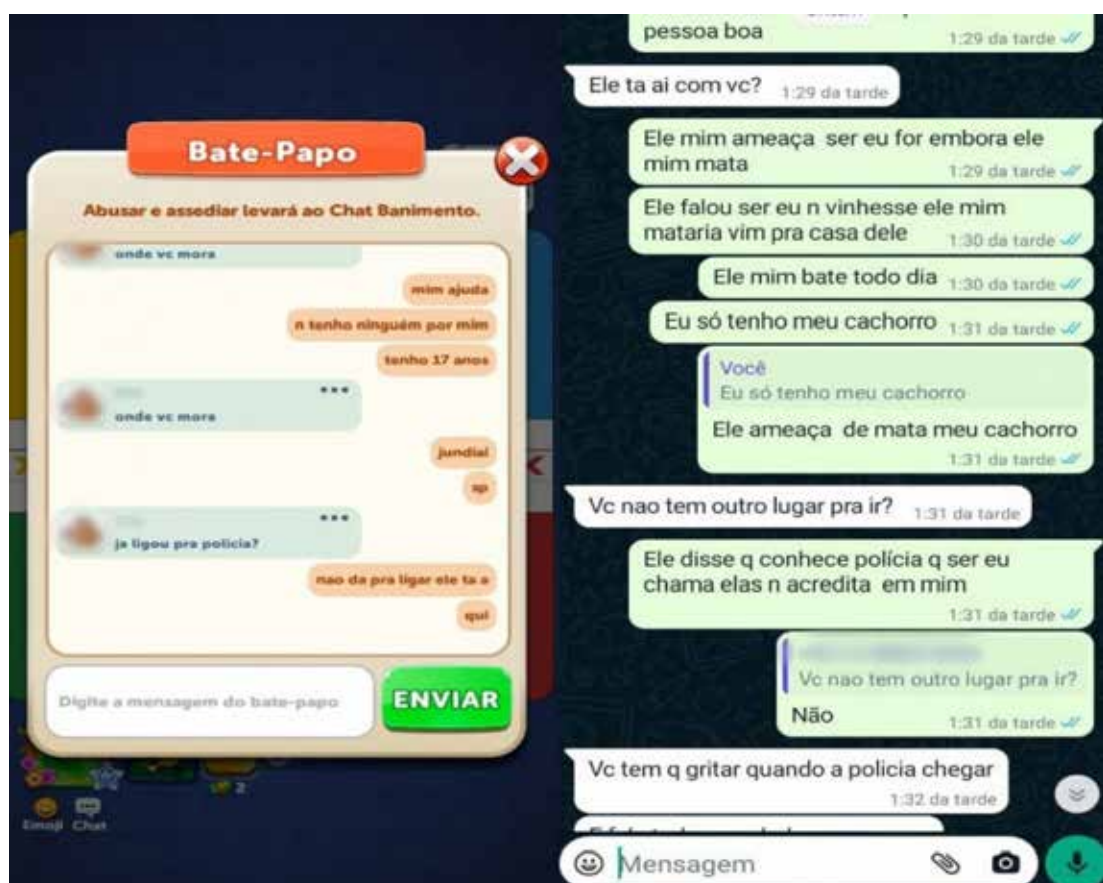 Bate-Papo
Abusar e assediar levará ao Chat Banimento.
onde vc mora
mim ajuda
n tenho ninguém por mim
tenho 17 anos
onde vc mora
jundiaí
sp
ja ligou pra policia?
nao da pra ligar ele ta a
qui
Digite a mensagem do bate-papo
ENVIAR
2
Emoji
Chat
pessoa boa
1:29 da tarde
Ele ta ai com vc?
1:29 da tarde
Ele mim ameaça ser eu for embora ele
mim mata
1:29 da tarde
Ele falou ser eu n vinhesse ele mim
mataria vim pra casa dele
1:30 da tarde
Ele mim bate todo dia
1:30 da tarde
Eu só tenho meu cachorro
1:31 da tarde
Você
Eu só tenho meu cachorro
Ele ameaça de mata meu cachorro
1:31 da tarde
Vc nao tem outro lugar pra ir?
1:31 da tarde
Ele disse q conhece polícia q ser eu
chama elas n acredita em mim
1:31 da tarde
Vc nao tem outro lugar pra ir?
Não
1:31 da tarde
Vc tem q gritar quando a policia chegar
1:32 da tarde
Mensagem